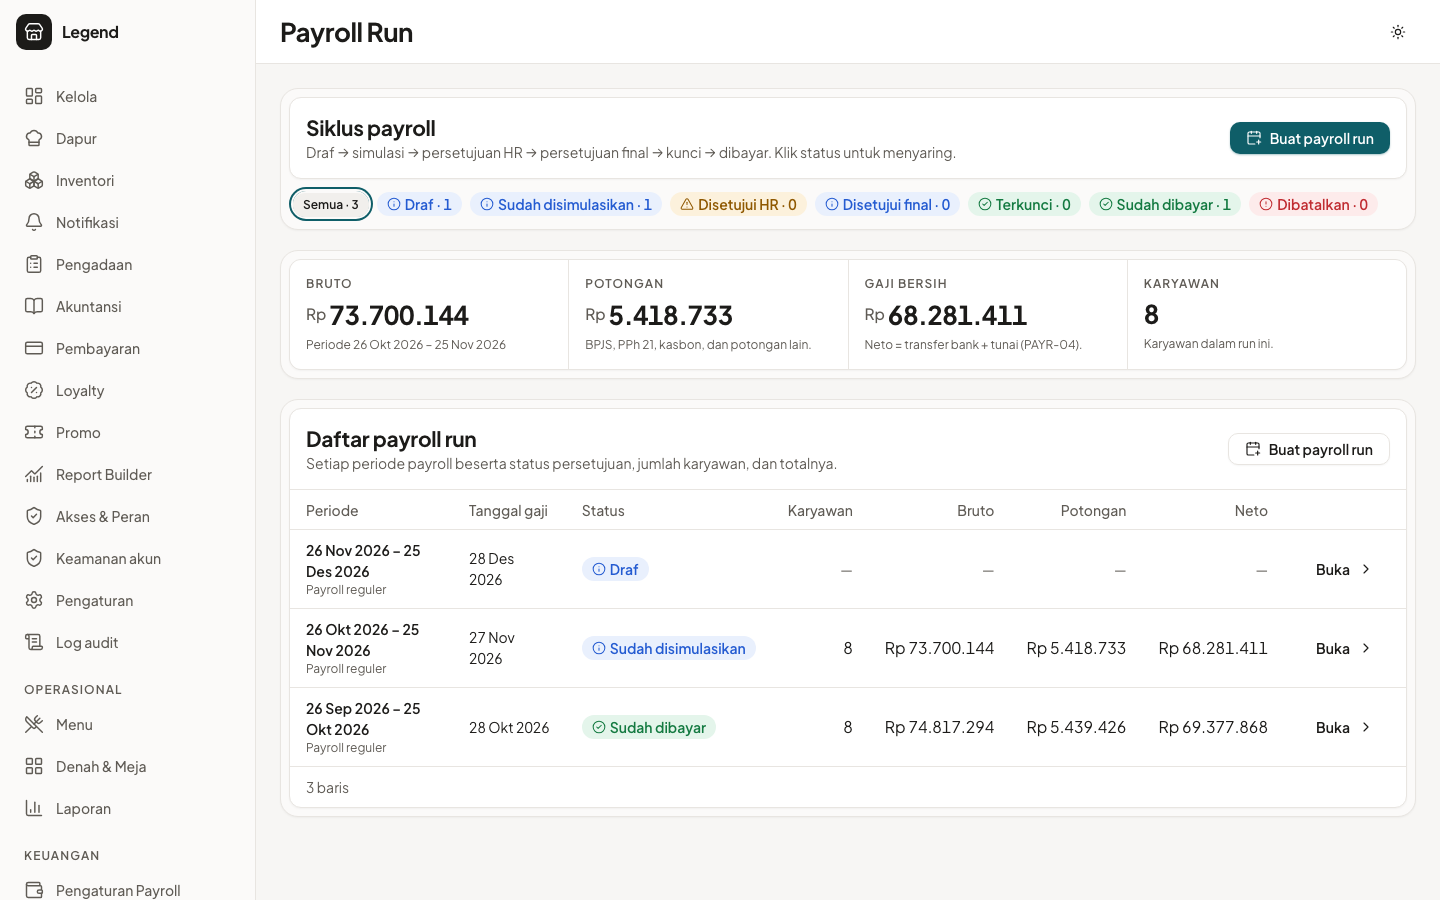 Legend
Payroll Run
Kelola
Dapur
Inventori
Notifikasi
Pengadaan
Akuntansi
Pembayaran
Loyalty
Promo
Report Builder
Akses & Peran
Keamanan akun
Pengaturan
Log audit
OPERASIONAL
Menu
Denah & Meja
Laporan
KEUANGAN
Pengaturan Payroll
Siklus payroll
Draf → simulasi → persetujuan HR → persetujuan final → kunci → dibayar. Klik status untuk menyaring.
Buat payroll run
Semua · 3
Draf · 1
Sudah disimulasikan · 1
Disetujui HR · 0
Disetujui final · 0
Terkunci · 0
Sudah dibayar · 1
Dibatalkan · 0
BRUTO
Rp 73.700.144
Periode 26 Okt 2026 – 25 Nov 2026
POTONGAN
Rp 5.418.733
BPJS, PPh 21, kasbon, dan potongan lain.
GAJI BERSIH
Rp 68.281.411
Neto = transfer bank + tunai (PAYR-04).
KARYAWAN
8
Karyawan dalam run ini.
Daftar payroll run
Setiap periode payroll beserta status persetujuan, jumlah karyawan, dan totalnya.
Buat payroll run
Periode Tanggal gaji Status Karyawan Bruto Potongan Neto
26 Nov 2026 – 25
Des 2026
Payroll reguler
28 Des
2026
Draf
— — — —
Buka
26 Okt 2026 – 25
Nov 2026
Payroll reguler
27 Nov
2026
Sudah disimulasikan
8 Rp 73.700.144 Rp 5.418.733 Rp 68.281.411
Buka
26 Sep 2026 – 25
Okt 2026
Payroll reguler
28 Okt 2026
Sudah dibayar
8 Rp 74.817.294 Rp 5.439.426 Rp 69.377.868
Buka
3 baris